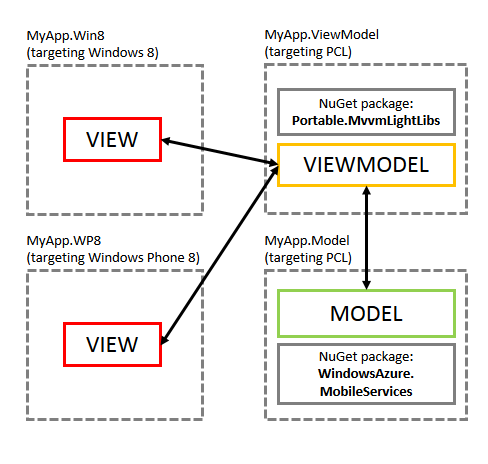 MyApp.Win8
(targeting Windows 8)
VIEW
MyApp.ViewModel
(targeting PCL)
NuGet package:
Portable.MvvmLightLibs
VIEWMODEL
MyApp.WP8
(targeting Windows Phone 8)
VIEW
MyApp.Model
(targeting PCL)
MODEL
NuGet package:
WindowsAzure.
MobileServices